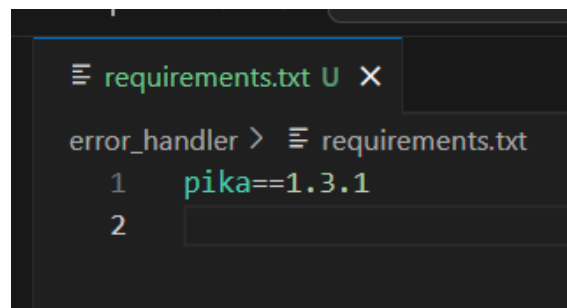 requirements.txt U
error_handler > requirements.txt
1 pika==1.3.1
2